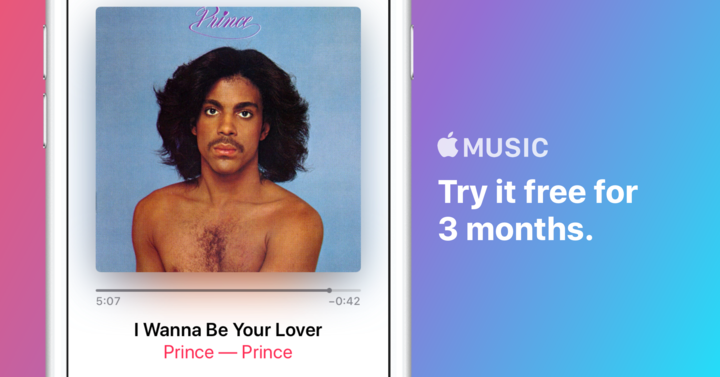 Prince
5:07
−0:42
I Wanna Be Your Lover
Prince — Prince
MUSIC
Try it free for
3 months.